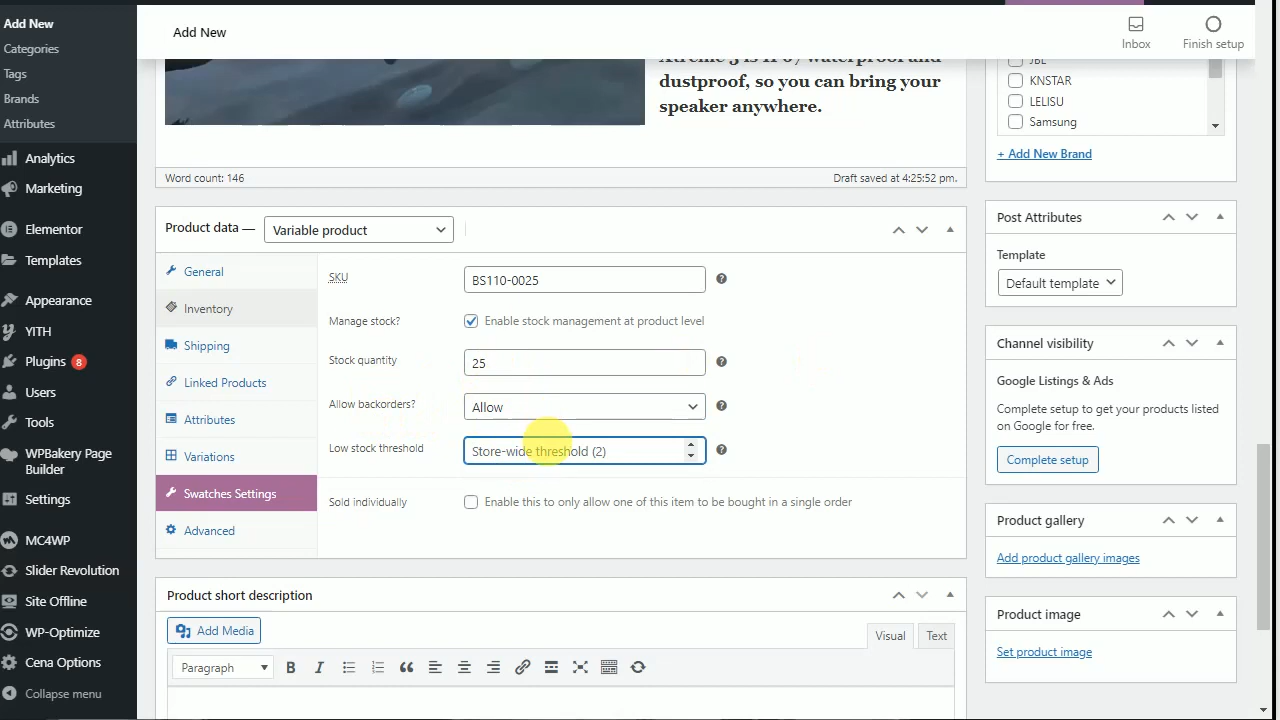 Add New
Categories
Tags
Brands
Attributes
Analytics
Marketing
Elementor
Templates
Appearance
YITH
Plugins 8
Users
Tools
WPBakery Page
Builder
Settings
MC4WP
Slider Revolution
Site Offline
WP-Optimize
Cena Options
Collapse menu
Add New
Inbox
Finish setup
dustproof, so you can bring your
speaker anywhere.
Word count: 146
Draft saved at 4:25:52 pm.
Product data —
Variable product
General
Inventory
Shipping
Linked Products
Attributes
Variations
Swatches Settings
Advanced
SKU
BS110-0025
Manage stock?
Enable stock management at product level
Stock quantity
25
Allow backorders?
Allow
Low stock threshold
Store-wide threshold (2)
Sold individually
Enable this to only allow one of this item to be bought in a single order
Product short description
Add Media
Visual
Text
Paragraph
B
I
JBL
KNSTAR
LELISU
Samsung
+ Add New Brand
Post Attributes
Template
Default template
Channel visibility
Google Listings & Ads
Complete setup to get your products listed
on Google for free.
Complete setup
Product gallery
Add product gallery images
Product image
Set product image